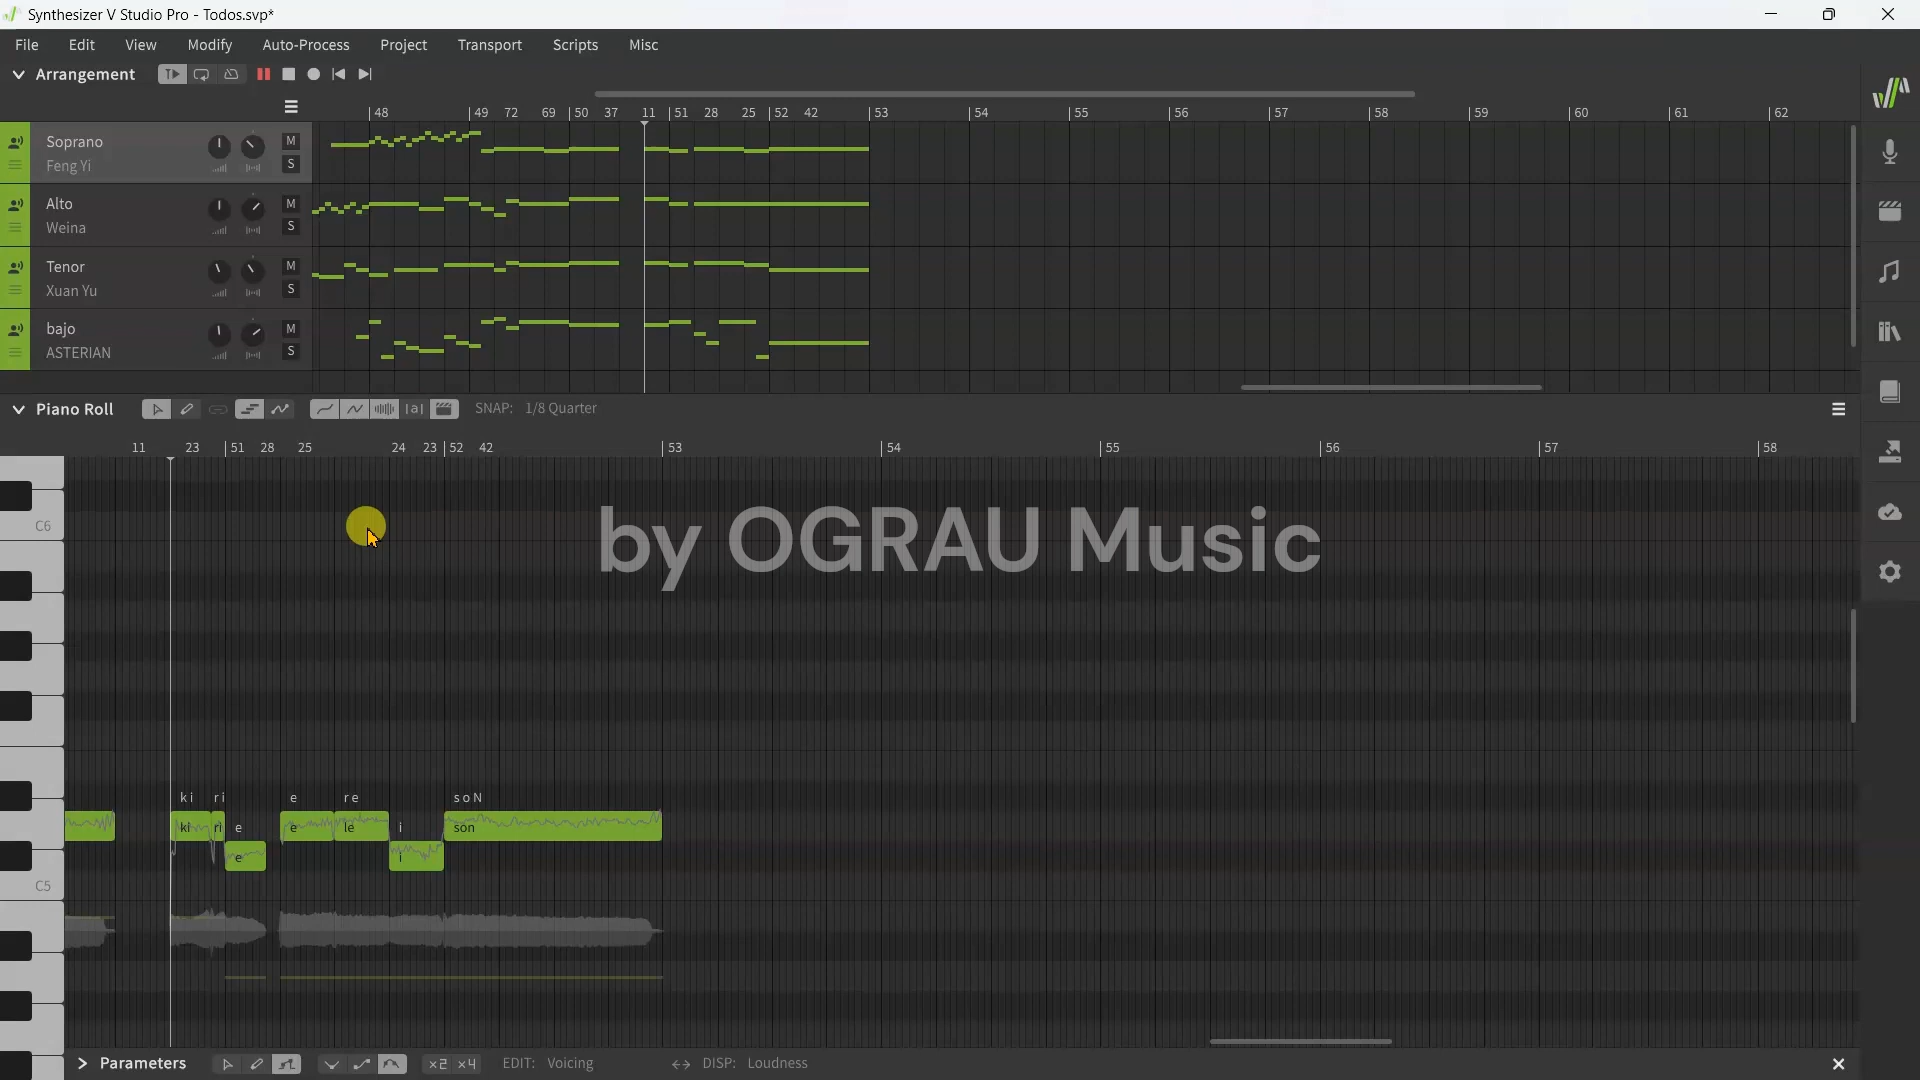 Synthesizer V Studio Pro - Todos.svp*
File Edit View Modify Auto-Process Project Transport Scripts Misc
Arrangement
48 49 72 69 50 37 11 51 28 25 52 42 53 54 55 56 57 58 59 60 61 62
Soprano M
Feng Yi S
Alto M
Weina S
Tenor M
Xuan Yu S
bajo M
ASTERIAN S
Piano Roll SNAP: 1/8 Quarter
11 23 51 28 25 24 23 52 42 53 54 55 56 57 58
C6
by OGRAU Music
ki ri e re soN
ki ri e e le i son
e i
C5
Parameters x2 x4 EDIT: Voicing DISP: Loudness